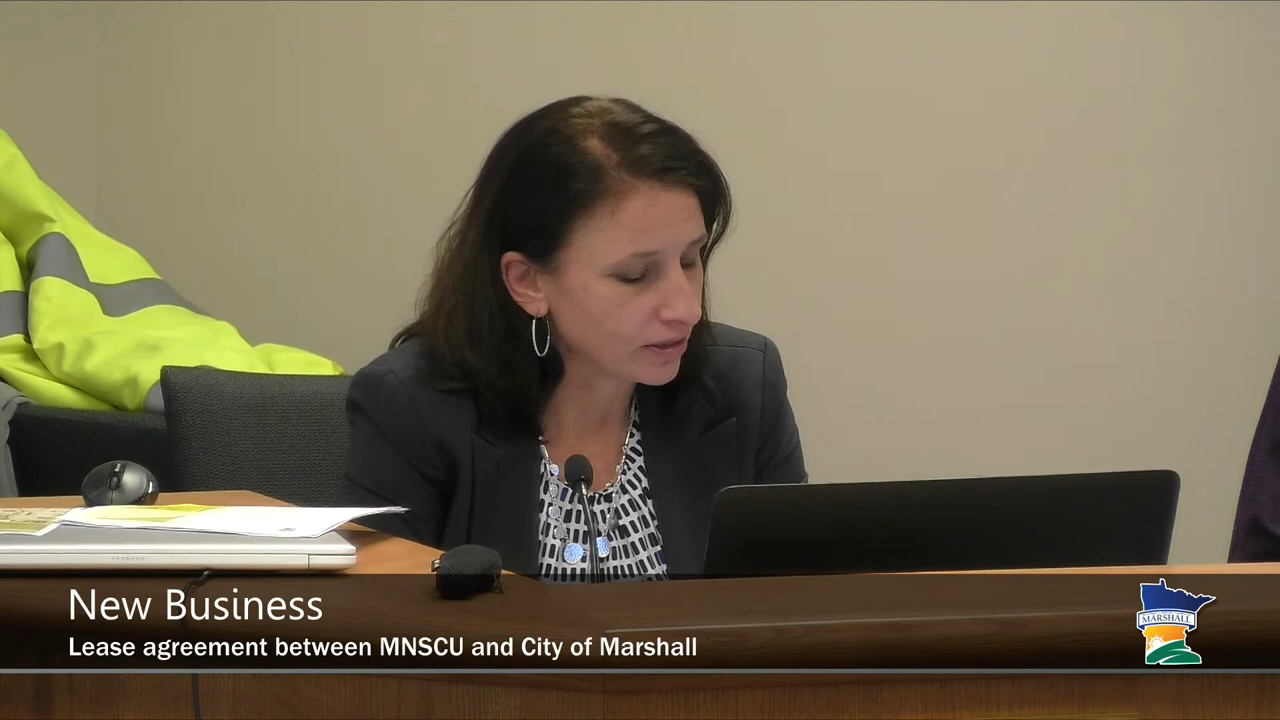 New Business
Lease agreement between MNSCU and City of Marshall
MARSHALL